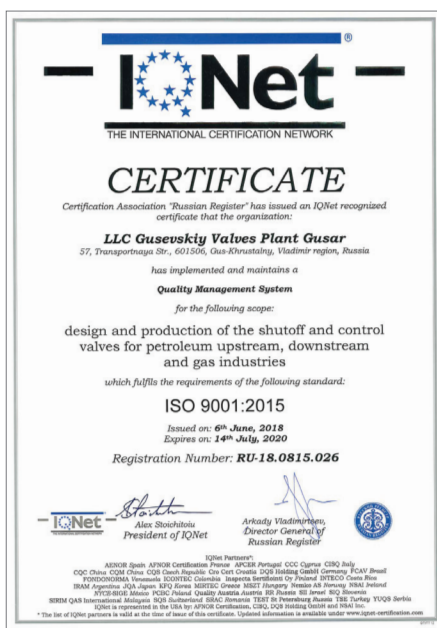 IQNet ®
THE INTERNATIONAL CERTIFICATION NETWORK
CERTIFICATE
Certification Association "Russian Register" has issued an IQNet recognized
certificate that the organization:
LLC Gusevskiy Valves Plant Gusar
57, Transportnaya Str., 601506, Gus-Khrustalny, Vladimir region, Russia
has implemented and maintains a
Quality Management System
for the following scope:
design and production of the shutoff and control
valves for petroleum upstream, downstream
and gas industries
which fulfils the requirements of the following standard:
ISO 9001:2015
Issued on: 6th June, 2018
Expires on: 14th July, 2020
Registration Number: RU-18.0815.026
IQNet
Alex Stoichitoiu
President of IQNet
Arkady Vladimirtsev,
Director General of
Russian Register
IQNet Partners*:
AENOR Spain AFNOR Certification France APCER Portugal CCC Cyprus CISQ Italy
CQC China CQM China CQS Czech Republic Cro Cert Croatia DQS Holding GmbH Germany FCAV Brazil
FONDONORMA Venezuela ICONTEC Colombia Inspecta Sertifiointi Oy Finland INTECO Costa Rica
IRAM Argentina JQA Japan KFQ Korea MIRTEC Greece MSZT Hungary Nemko AS Norway NSAI Ireland
NYCE-SIGE México PCBC Poland Quality Austria Austria RR Russia SII Israel SIQ Slovenia
SIRIM QAS International Malaysia SQS Switzerland SRAC Romania TEST St Petersburg Russia TSE Turkey YUQS Serbia
IQNet is represented in the USA by: AFNOR Certification, CISQ, DQS Holding GmbH and NSAI Inc.
* The list of IQNet partners is valid at the time of issue of this certificate. Updated information is available under www.iqnet-certification.com